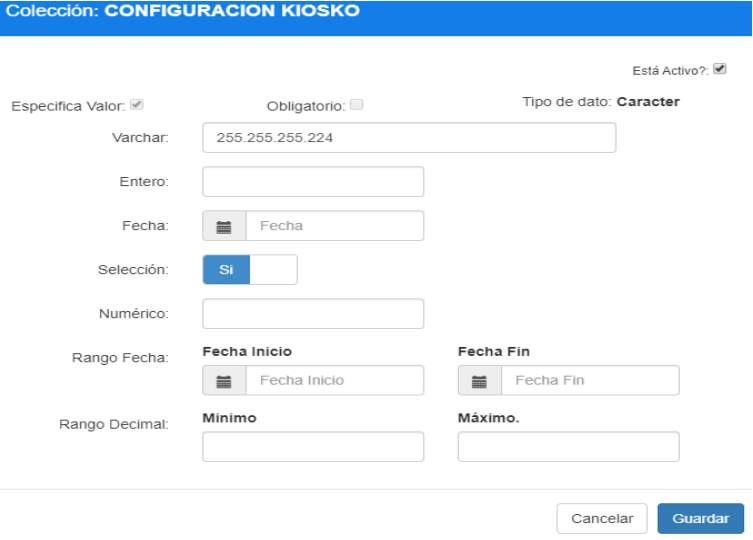 Colección: CONFIGURACION KIOSKO
Está Activo?:
Especifica Valor: Obligatorio: Tipo de dato: Caracter
Varchar: 255.255.255.224
Entero:
Fecha: Fecha
Selección: Si
Numérico:
Rango Fecha: Fecha Inicio Fecha Fin
Fecha Inicio Fecha Fin
Rango Decimal: Minimo Máximo.
Cancelar Guardar